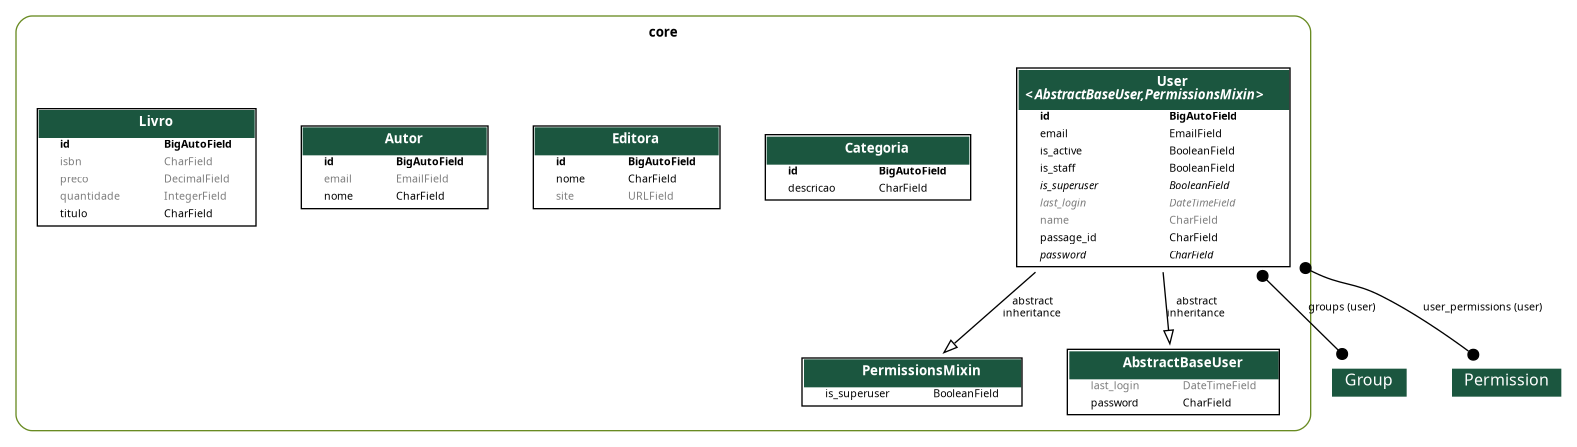 core
Livro
id BigAutoField
isbn CharField
preco DecimalField
quantidade IntegerField
titulo CharField
Autor
id BigAutoField
email EmailField
nome CharField
Editora
id BigAutoField
nome CharField
site URLField
Categoria
id BigAutoField
descricao CharField
User
<AbstractBaseUser,PermissionsMixin>
id BigAutoField
email EmailField
is_active BooleanField
is_staff BooleanField
is_superuser BooleanField
last_login DateTimeField
name CharField
passage_id CharField
password CharField
abstract
inheritance
abstract
inheritance
groups (user)
user_permissions (user)
PermissionsMixin
is_superuser BooleanField
AbstractBaseUser
last_login DateTimeField
password CharField
Group
Permission